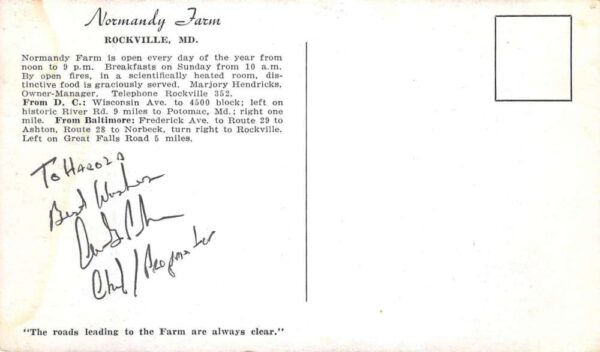 Normandy Farm
ROCKVILLE, MD.
Normandy Farm is open every day of the year from
noon to 9 p.m. Breakfasts on Sunday from 10 a.m.
By open fires, in a scientifically heated room, dis-
tinctive food is graciously served. Marjory Hendricks,
Owner-Manager. Telephone Rockville 352.
From D. C.: Wisconsin Ave. to 4500 block; left on
historic River Rd. 9 miles to Potomac, Md.; right one
mile. From Baltimore: Frederick Ave. to Route 29 to
Ashton, Route 28 to Norbeck, turn right to Rockville.
Left on Great Falls Road 5 miles.
To Harold
Best Wishes
Chef/
"The roads leading to the Farm are always clear."